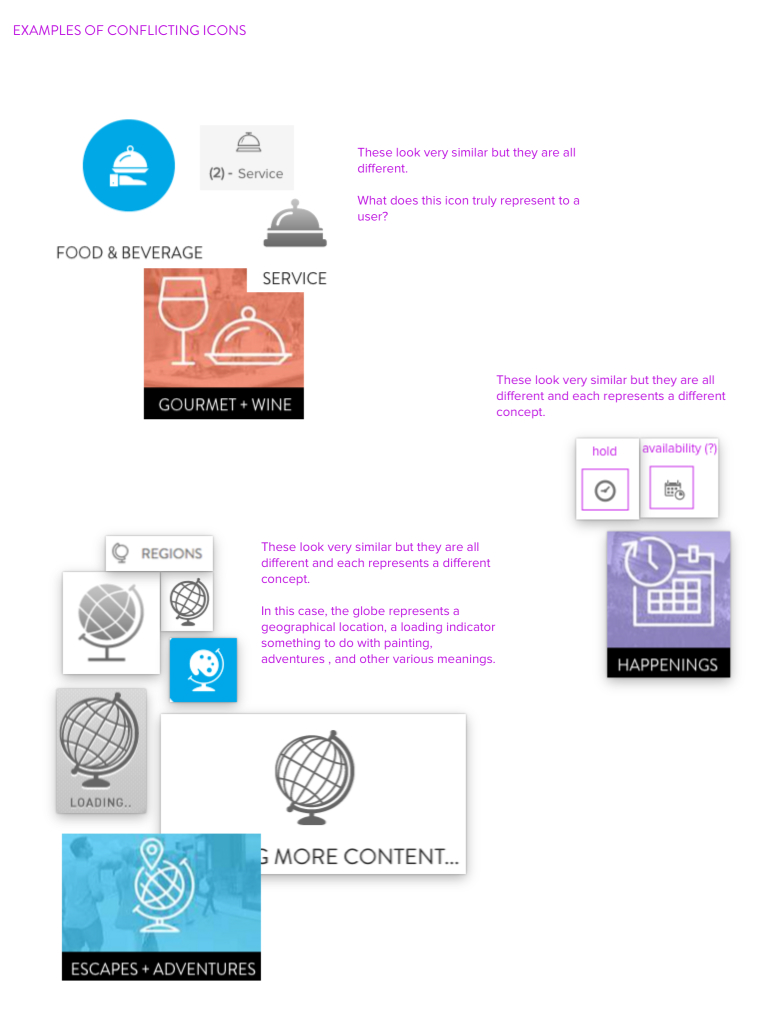 EXAMPLES OF CONFLICTING ICONS
(2) - Service
These look very similar but they are all
different.
What does this icon truly represent to a
user?
FOOD & BEVERAGE
SERVICE
GOURMET + WINE
These look very similar but they are all
different and each represents a different
concept.
hold
availability (?)
HAPPENINGS
REGIONS
These look very similar but they are all
different and each represents a different
concept.
In this case, the globe represents a
geographical location, a loading indicator
something to do with painting,
adventures , and other various meanings.
LOADING..
G MORE CONTENT...
ESCAPES + ADVENTURES